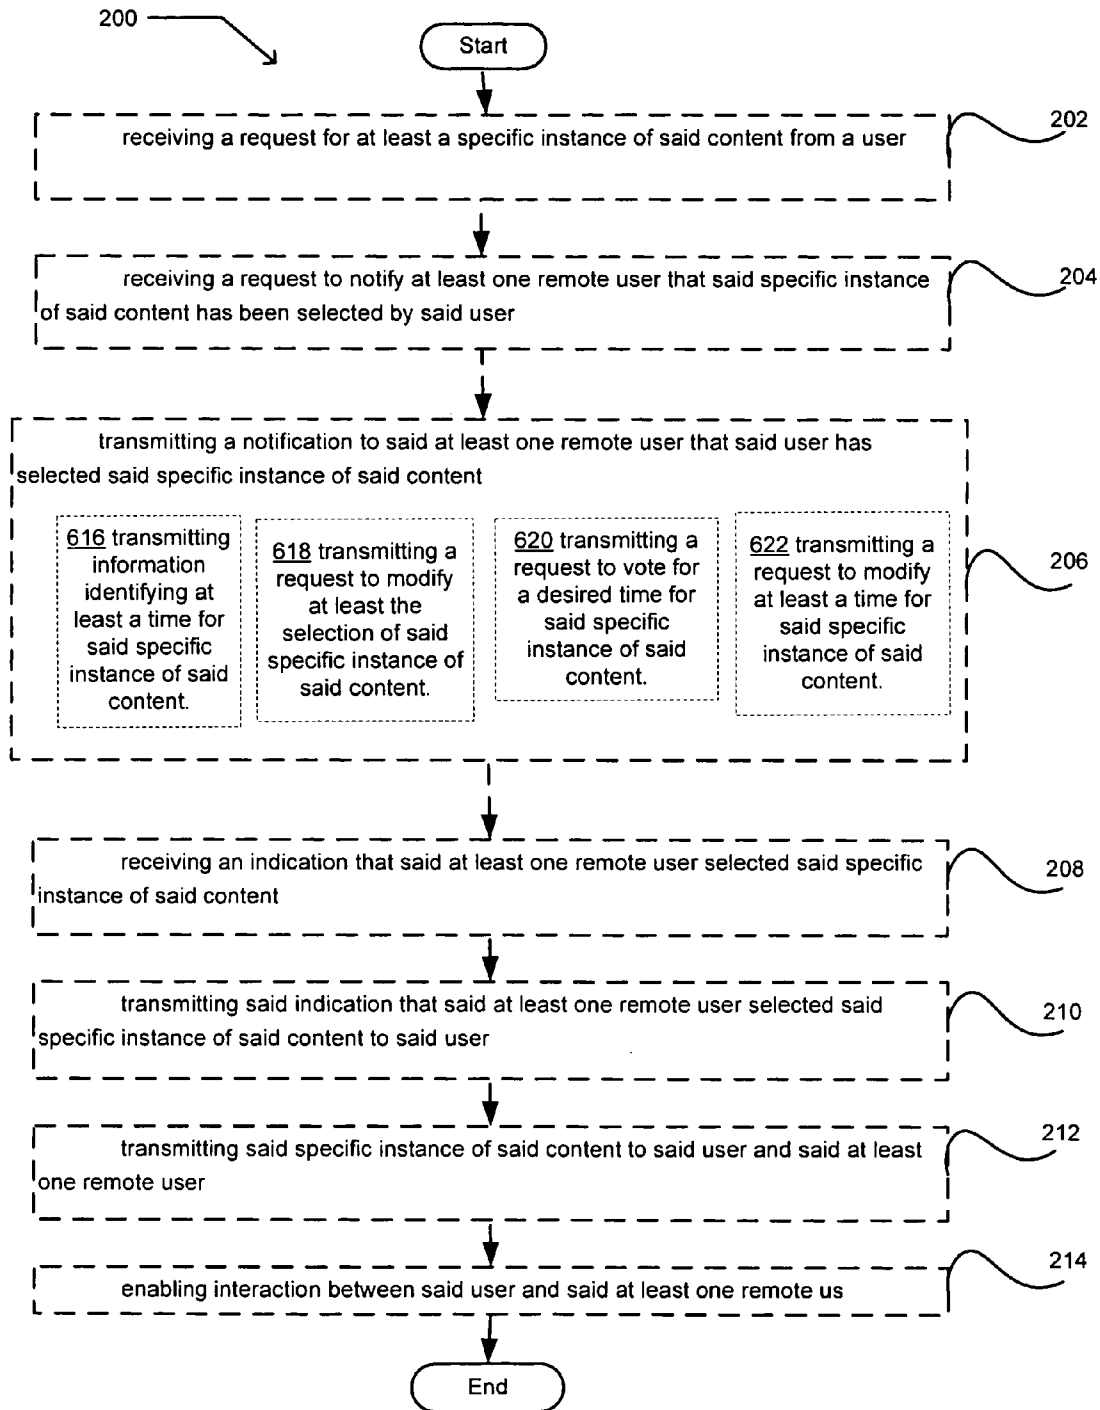 200
Start
receiving a request for at least a specific instance of said content from a user
202
receiving a request to notify at least one remote user that said specific instance
of said content has been selected by said user
204
transmitting a notification to said at least one remote user that said user has
selected said specific instance of said content
616 transmitting
information
identifying at
least a time for
said specific
instance of said
content.
618 transmitting a
request to modify
at least the
selection of said
specific instance of
said content.
620 transmitting a
request to vote for
a desired time for
said specific
instance of said
content.
622 transmitting a
request to modify
at least a time for
said specific
instance of said
content.
206
receiving an indication that said at least one remote user selected said specific
instance of said content
208
transmitting said indication that said at least one remote user selected said
specific instance of said content to said user
210
transmitting said specific instance of said content to said user and said at least
one remote user
212
enabling interaction between said user and said at least one remote us
214
End